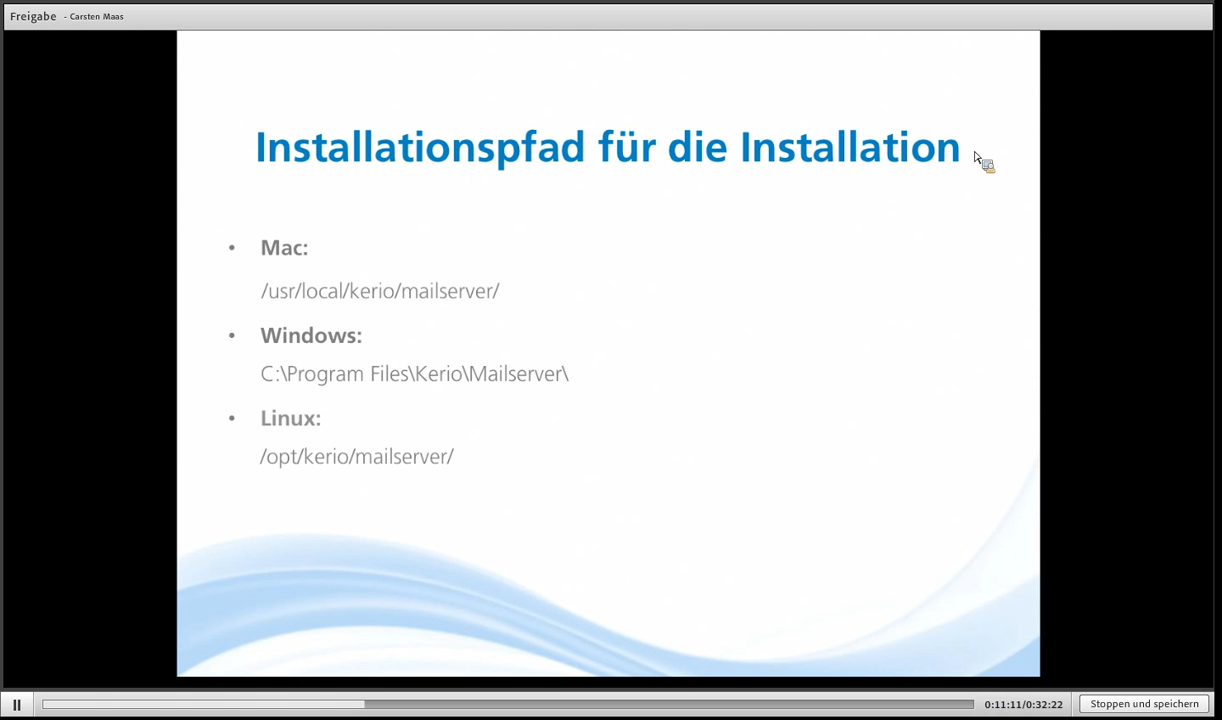 Freigabe - Carsten Maas
Installationspfad für die Installation
• Mac:
/usr/local/kerio/mailserver/
• Windows:
C:\Program Files\Kerio\Mailserver\
• Linux:
/opt/kerio/mailserver/
0:11:11/0:32:22 Stoppen und speichern